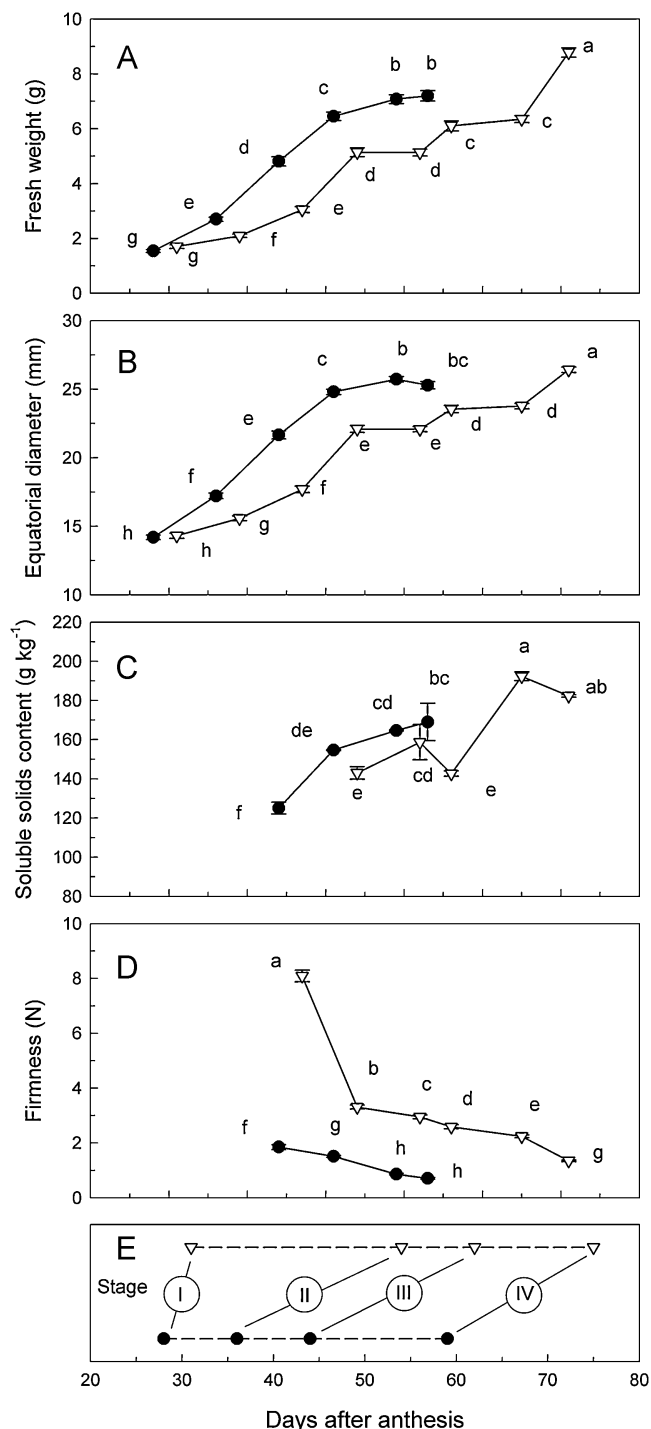 10
A
a
b b
8
c
6
d
c
c
d
d
4
e
e
2
g
f
g
0
Fresh weight (g)
30
B
b
bc
a
c
25
e
d
d
e
e
20
f
f
15
g
h
h
10
Equatorial diameter (mm)
220
C
a
200
bc
ab
180
cd
de
160
140
cd
e
e
120
f
100
80
Soluble solids content (g kg-1)
10
D
a
8
6
b
c
d
4
e
f
g
2
h
g
h
0
Firmness (N)
E
Stage
I II III IV
20 30 40 50 60 70 80
Days after anthesis